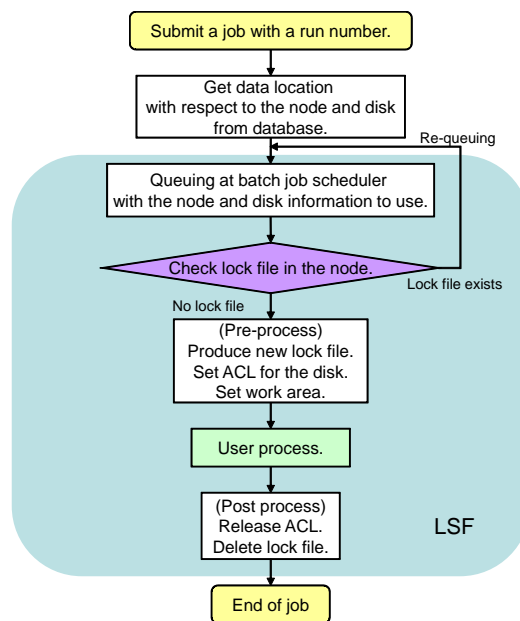 Submit a job with a run number.
Get data location
with respect to the node and disk
from database.
Re-queuing
Queuing at batch job scheduler
with the node and disk information to use.
Check lock file in the node.
Lock file exists
No lock file
(Pre-process)
Produce new lock file.
Set ACL for the disk.
Set work area.
User process.
(Post process)
Release ACL.
Delete lock file.
LSF
End of job